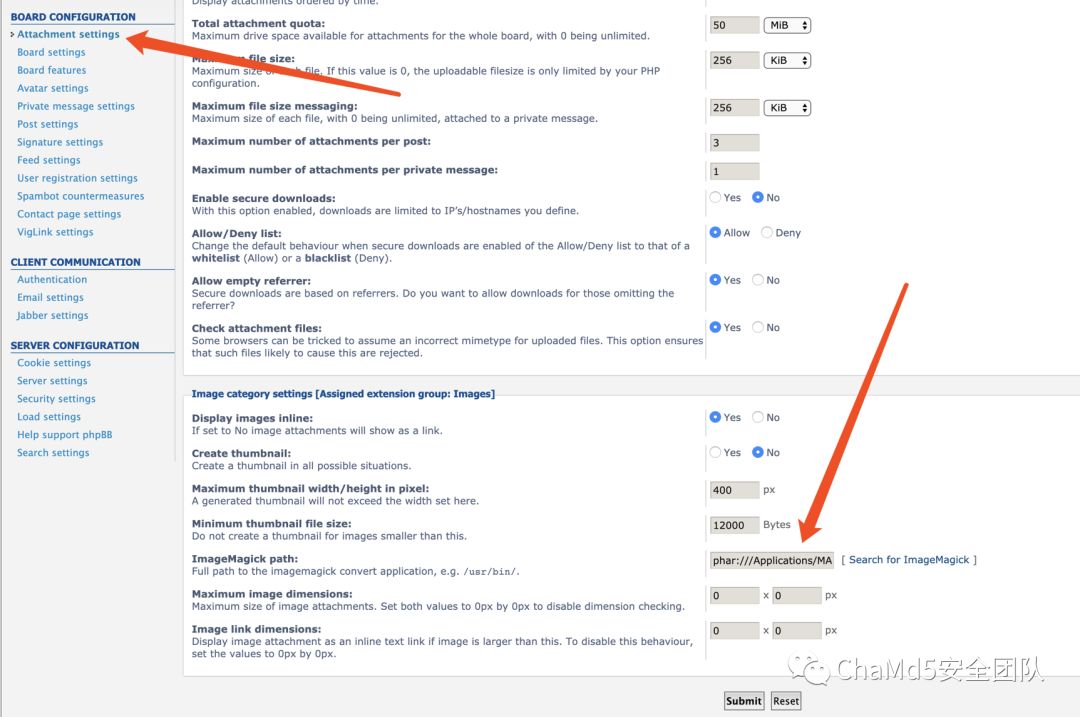 BOARD CONFIGURATION
Attachment settings
Board settings
Board features
Avatar settings
Private message settings
Post settings
Signature settings
Feed settings
User registration settings
Spambot countermeasures
Contact page settings
VigLink settings
CLIENT COMMUNICATION
Authentication
Email settings
Jabber settings
SERVER CONFIGURATION
Cookie settings
Server settings
Security settings
Load settings
Help support phpBB
Search settings
Display attachments ordered by time.
Total attachment quota:
Maximum drive space available for attachments for the whole board, with 0 being unlimited.
50 MiB
Maximum file size:
Maximum size of each file. If this value is 0, the uploadable filesize is only limited by your PHP
configuration.
256 KiB
Maximum file size messaging:
Maximum size of each file, with 0 being unlimited, attached to a private message.
256 KiB
Maximum number of attachments per post:
3
Maximum number of attachments per private message:
1
Enable secure downloads:
With this option enabled, downloads are limited to IP's/hostnames you define.
Yes No
Allow/Deny list:
Change the default behaviour when secure downloads are enabled of the Allow/Deny list to that of a
whitelist (Allow) or a blacklist (Deny).
Allow Deny
Allow empty referrer:
Secure downloads are based on referrers. Do you want to allow downloads for those omitting the
referrer?
Yes No
Check attachment files:
Some browsers can be tricked to assume an incorrect mimetype for uploaded files. This option ensures
that such files likely to cause this are rejected.
Yes No
Image category settings [Assigned extension group: Images]
Display images inline:
If set to No image attachments will show as a link.
Yes No
Create thumbnail:
Create a thumbnail in all possible situations.
Yes No
Maximum thumbnail width/height in pixel:
A generated thumbnail will not exceed the width set here.
400 px
Minimum thumbnail file size:
Do not create a thumbnail for images smaller than this.
12000 Bytes
ImageMagick path:
Full path to the imagemagick convert application, e.g. /usr/bin/.
phar:///Applications/MA [ Search for ImageMagick ]
Maximum image dimensions:
Maximum size of image attachments. Set both values to 0px by 0px to disable dimension checking.
0 x 0 px
Image link dimensions:
Display image attachment as an inline text link if image is larger than this. To disable this behaviour,
set the values to 0px by 0px.
0 x 0 px
Submit Reset
ChaMd5安全团队